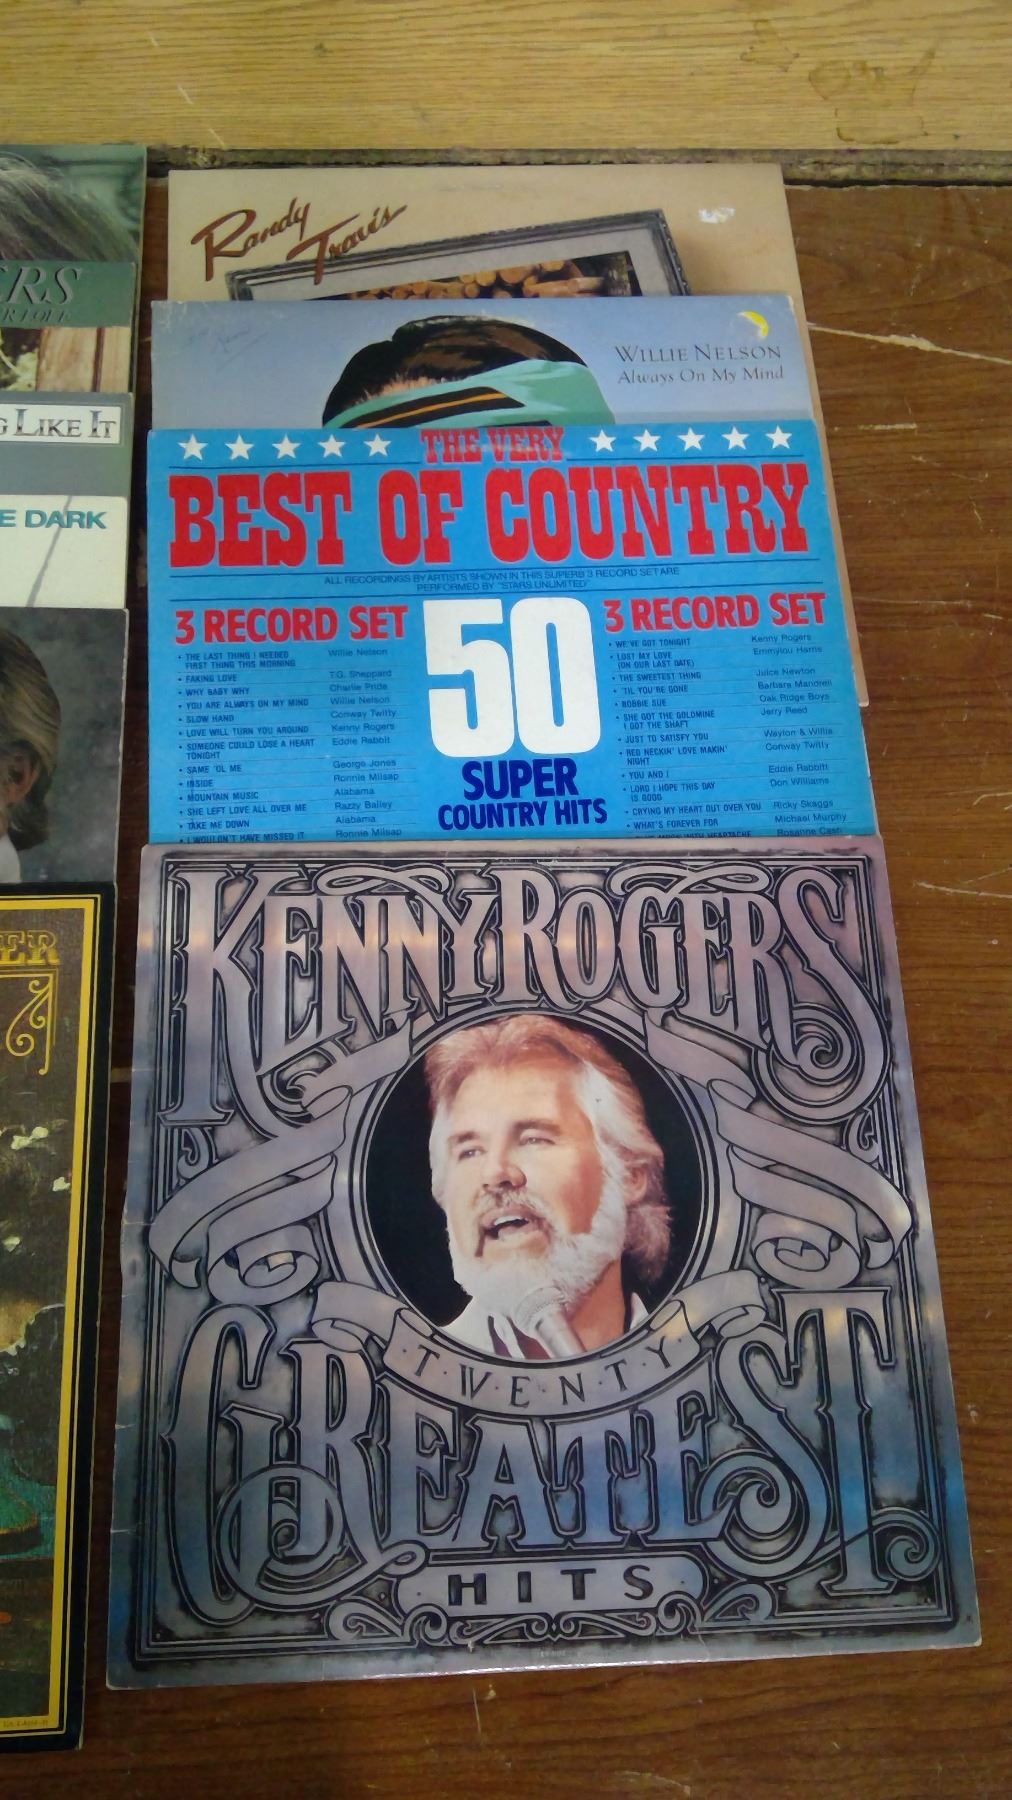 Randy Travis
WILLIE NELSON
Always On My Mind
ERS
G LIKE IT
E DARK
ER
THE VERY
BEST OF COUNTRY
ALL RECORDINGS BY ARTISTS SHOWN IN THIS SUPERB 3 RECORD SET ARE
PERFORMED BY "STARS UNLIMITED"
3 RECORD SET
• THE LAST THING I NEEDED Willie Nelson
FIRST THING THIS MORNING
• FAKING LOVE T.G. Sheppard
• WHY BABY WHY Charlie Pride
• YOU ARE ALWAYS ON MY MIND Willie Nelson
• SLOW HAND Conway Twitty
• LOVE WILL TURN YOU AROUND Kenny Rogers
• SOMEONE COULD LOSE A HEART Eddie Rabbit
TONIGHT
• SAME 'OL ME George Jones
• INSIDE Ronnie Milsap
• MOUNTAIN MUSIC Alabama
• SHE LEFT LOVE ALL OVER ME Razzy Bailey
• TAKE ME DOWN Alabama
• I WOULDN'T HAVE MISSED IT Ronnie Milsap
50
SUPER
COUNTRY HITS
3 RECORD SET
• WE'VE GOT TONIGHT Kenny Rogers
• LOST MY LOVE Emmylou Harris
(ON OUR LAST DATE)
• THE SWEETEST THING Juice Newton
• 'TIL YOU'RE GONE Barbara Mandrell
• BOBBIE SUE Oak Ridge Boys
• SHE GOT THE GOLDMINE Jerry Reed
I GOT THE SHAFT
• JUST TO SATISFY YOU Waylon & Willie
• RED NECKIN' LOVE MAKIN' Conway Twitty
NIGHT
• YOU AND I Eddie Rabbitt
• LORD I HOPE THIS DAY Don Williams
IS GOOD
• CRYING MY HEART OUT OVER YOU Ricky Skaggs
• WHAT'S FOREVER FOR Michael Murphy
Rosanne Cash
KENNY ROGERS
TWENTY
GREATEST
HITS